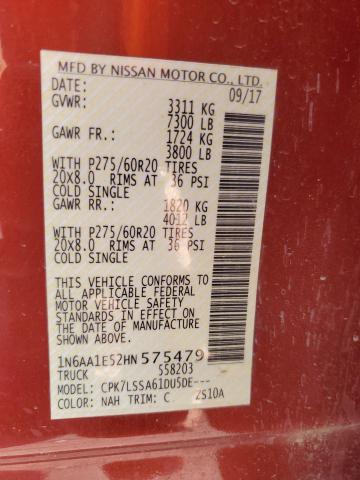 MFD BY NISSAN MOTOR CO., LTD.
DATE: 09/17
GVWR: 3311 KG
7300 LB
GAWR FR.: 1724 KG
3800 LB
WITH P275/60R20 TIRES
20X8.0 RIMS AT 36 PSI
COLD SINGLE
GAWR RR.: 1820 KG
4012 LB
WITH P275/60R20 TIRES
20X8.0 RIMS AT 36 PSI
COLD SINGLE
THIS VEHICLE CONFORMS TO
ALL APPLICABLE FEDERAL
MOTOR VEHICLE SAFETY
STANDARDS IN EFFECT ON
THE DATE OF MANUFACTURE
SHOWN ABOVE.
1N6AA1E52HN575479
TRUCK S58203
MODEL: CPK7LSSA61DU5DE---
COLOR: NAH TRIM: C ZS10A